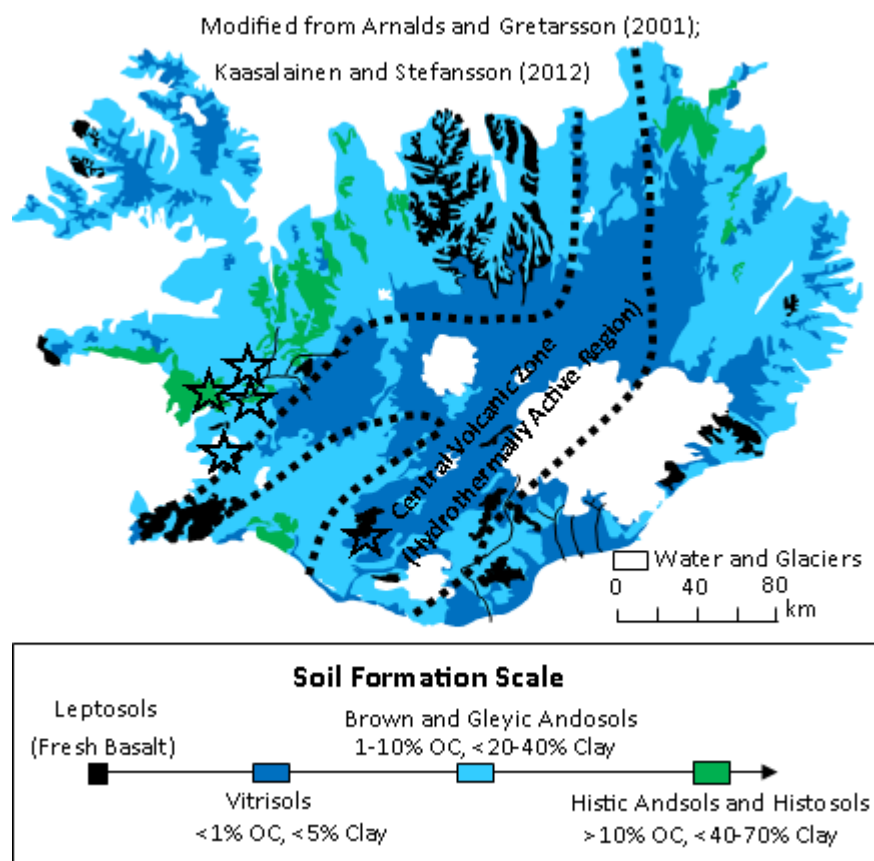 Modified from Arnalds and Gretarsson (2001);
Kaasalainen and Stefansson (2012)
Central Volcanic Zone
(Hydrothermally Active Region)
Water and Glaciers
0 40 80
km
Soil Formation Scale
Leptosols
(Fresh Basalt)
Brown and Gleyic Andosols
1-10% OC, <20-40% Clay
Vitrisols
<1% OC, <5% Clay
Histic Andsols and Histosols
>10% OC, <40-70% Clay